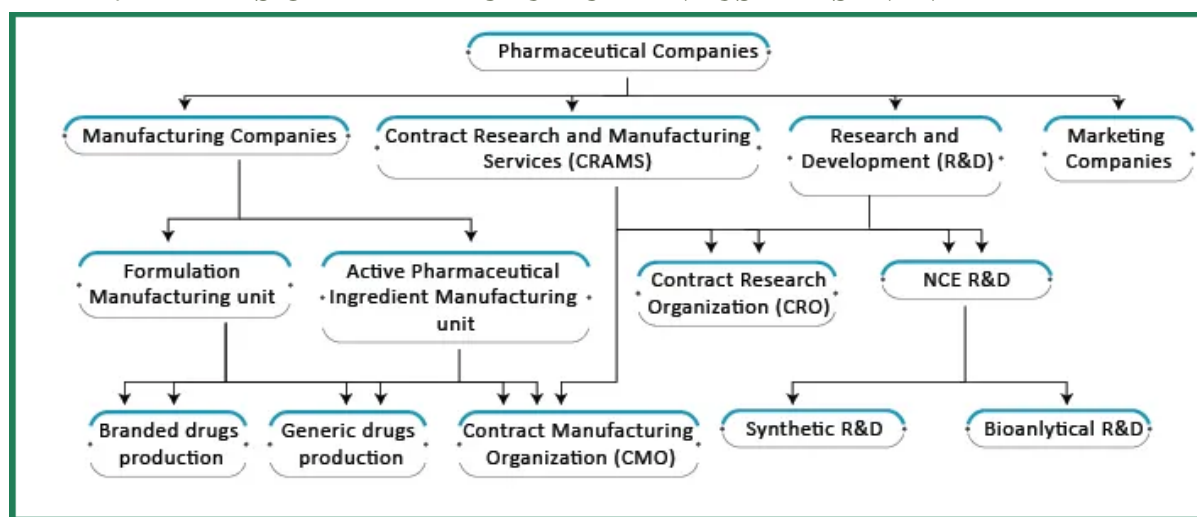 Pharmaceutical Companies
Manufacturing Companies
Contract Research and Manufacturing
Services (CRAMS)
Research and
Development (R&D)
Marketing
Companies
Formulation
Manufacturing unit
Active Pharmaceutical
Ingredient Manufacturing
unit
Contract Research
Organization (CRO)
NCE R&D
Branded drugs
production
Generic drugs
production
Contract Manufacturing
Organization (CMO)
Synthetic R&D
Bioanlytical R&D